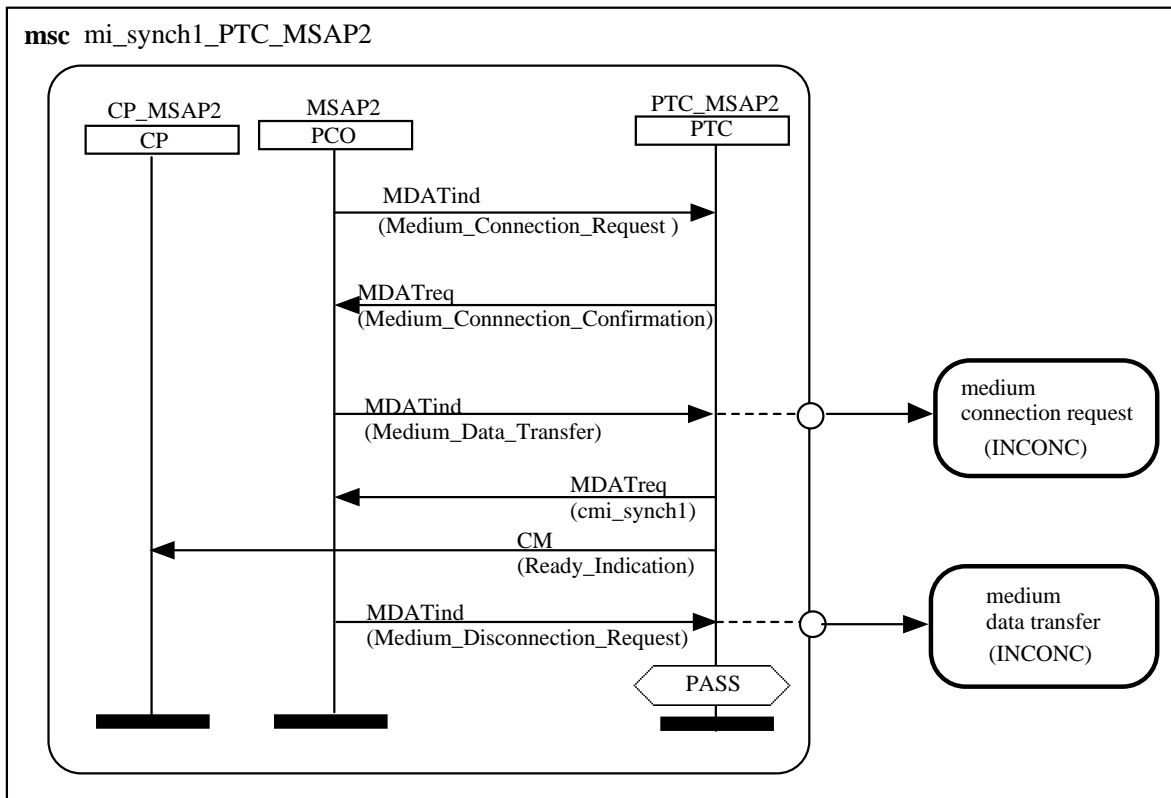 msc mi_synch1_PTC_MSAP2
CP_MSAP2
MSAP2
PTC_MSAP2
CP
PCO
PTC
MDATind
(Medium_Connection_Request )
MDATreq
(Medium_Connnection_Confirmation)
MDATind
(Medium_Data_Transfer)
medium
connection request
(INCONC)
MDATreq
(cmi_synch1)
CM
(Ready_Indication)
MDATind
(Medium_Disconnection_Request)
medium
data transfer
(INCONC)
PASS